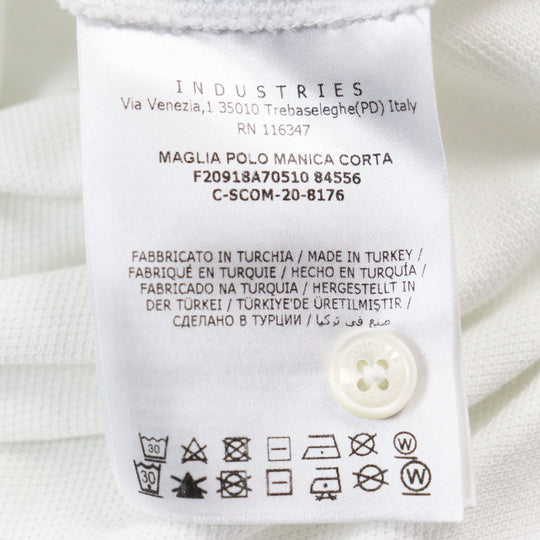 INDUSTRIES
Via Venezia,1 35010 Trebaseleghe(PD) Italy
RN 116347
MAGLIA POLO MANICA CORTA
F20918A70510 84556
C-SCOM-20-8176
FABBRICATO IN TURCHIA / MADE IN TURKEY /
FABRIQUÉ EN TURQUIE / HECHO EN TURQUÍA /
FABRICADO NA TURQUIA / HERGESTELLT IN
DER TÜRKEI / TÜRKİYE'DE ÜRETILMIŞTIR /
СДЕЛАНО В ТУРЦИИ / صنع في تركيا
30 W
30 W